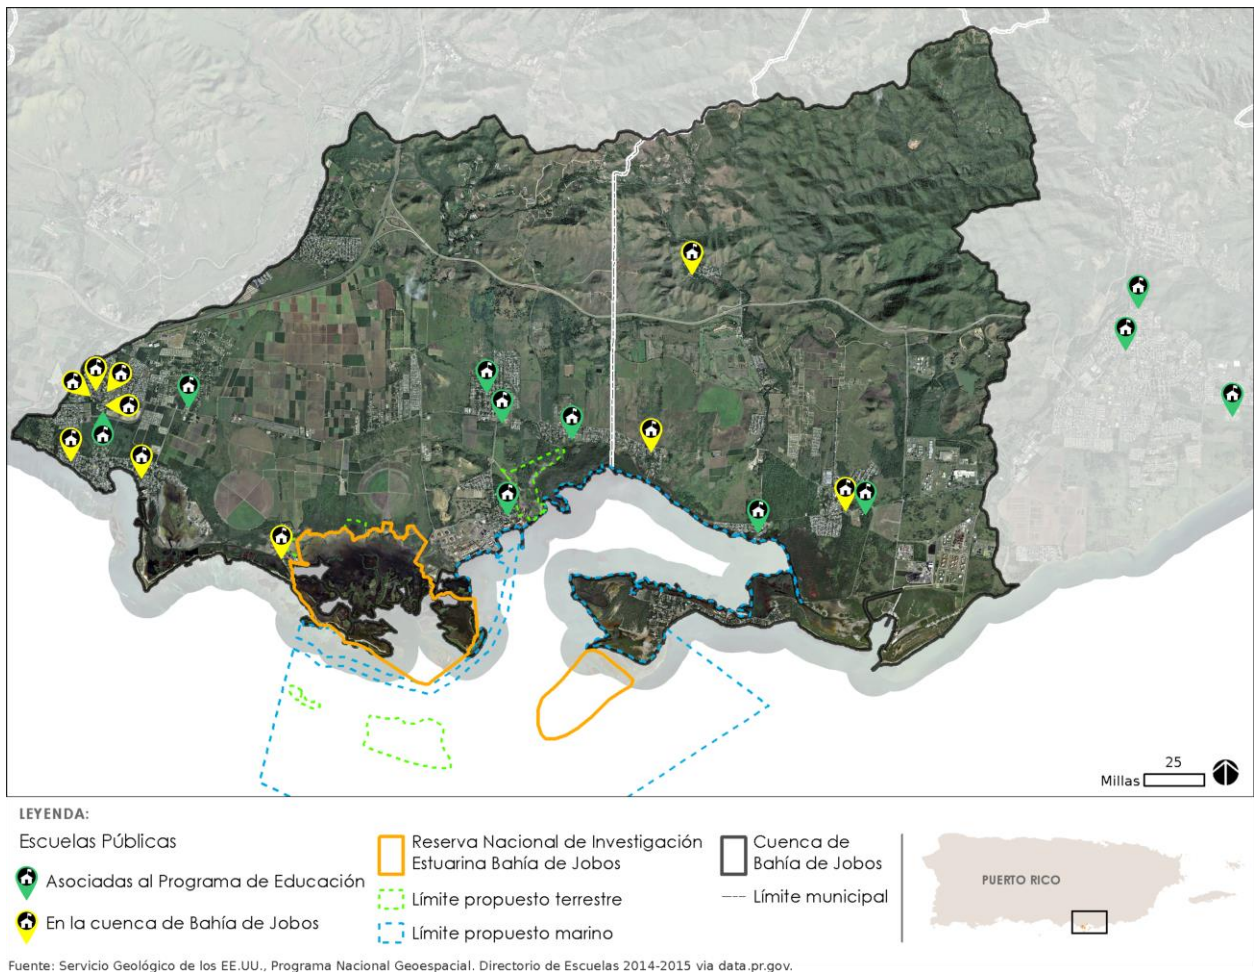 25
Millas
LEYENDA:
Escuelas Públicas
Asociadas al Programa de Educación
En la cuenca de Bahía de Jobos
Reserva Nacional de Investigación
Estuarina Bahía de Jobos
Límite propuesto terrestre
Límite propuesto marino
Cuenca de
Bahía de Jobos
Límite municipal
PUERTO RICO
Fuente: Servicio Geológico de los EE.UU., Programa Nacional Geoespacial. Directorio de Escuelas 2014-2015 via data.pr.gov.